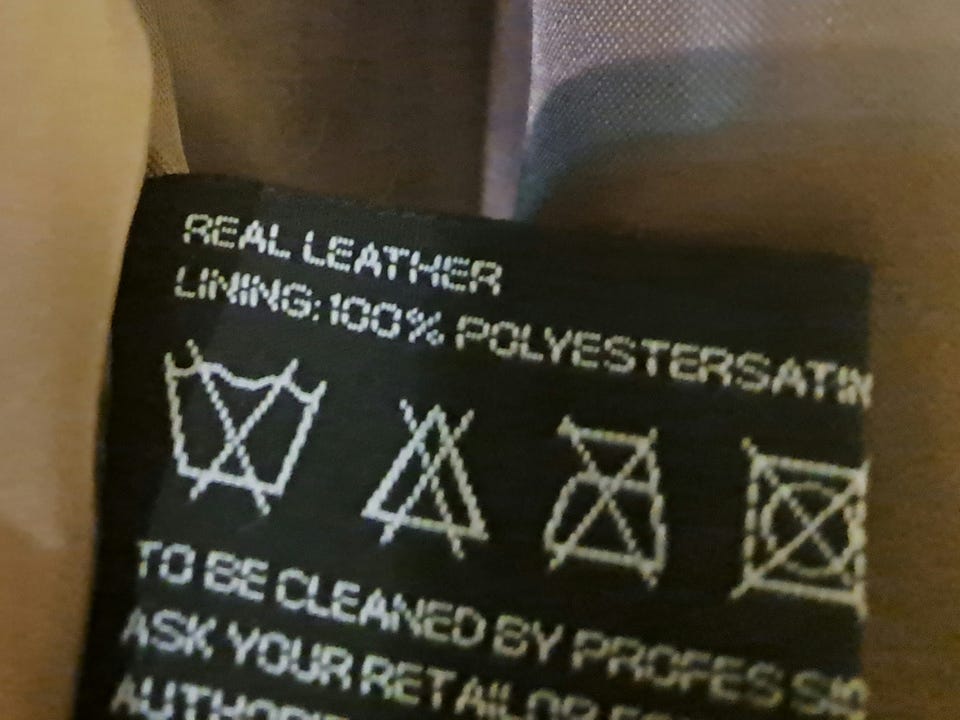 REAL LEATHER
LINING:100% POLYESTERSATIN
TO BE CLEANED BY
ASK YOUR RETAILOR